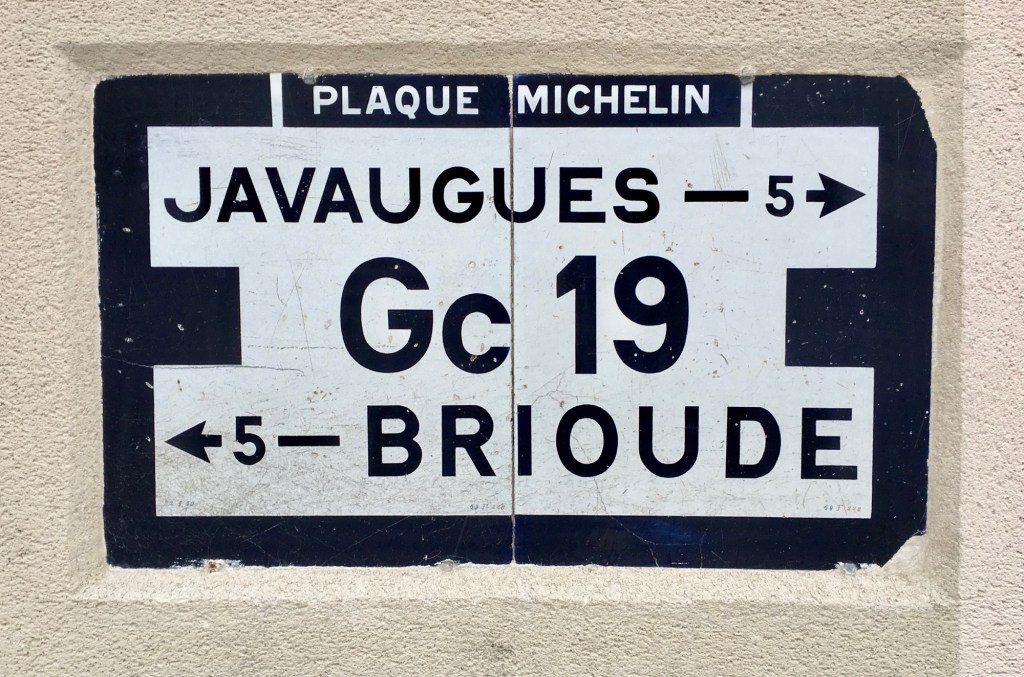 PLAQUE MICHELIN
JAVAUGUES — 5 →
Gc 19
← 5 — BRIOUDE